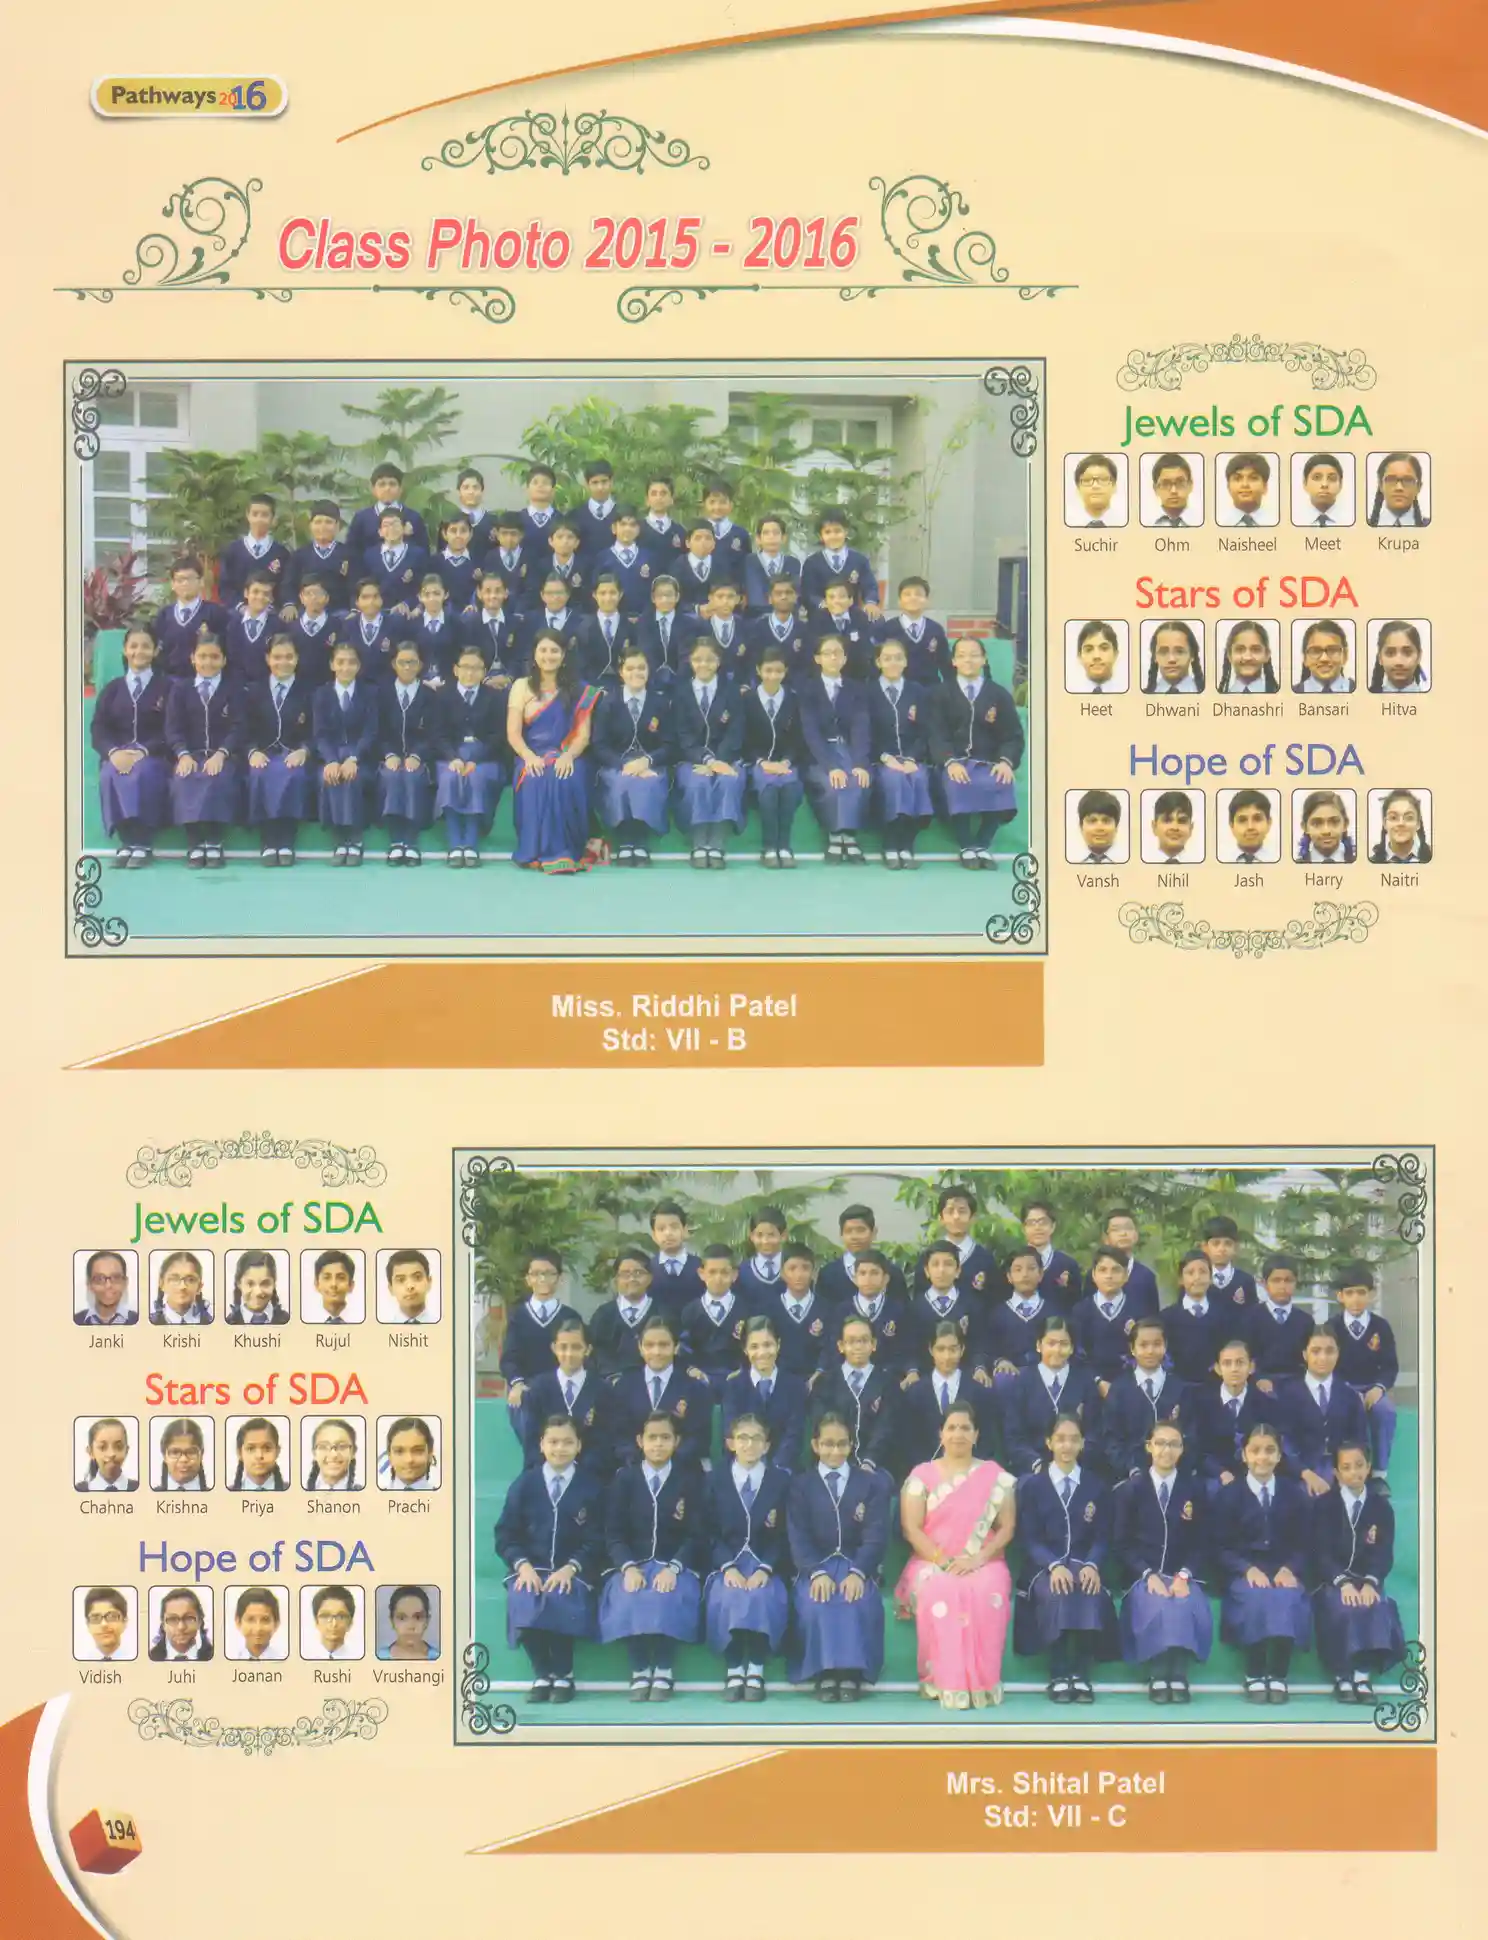 Pathways 2016
Class Photo 2015 - 2016
Jewels of SDA
Suchir Ohm Naisheel Meet Krupa
Stars of SDA
Heet Dhwani Dhanashri Bansari Hitva
Hope of SDA
Vansh Nihil Jash Harry Naitri
Miss. Riddhi Patel
Std: VII - B
Jewels of SDA
Janki Krishi Khushi Rujul Nishit
Stars of SDA
Chahna Krishna Priya Shanon Prachi
Hope of SDA
Vidish Juhi Joanan Rushi Vrushangi
Mrs. Shital Patel
Std: VII - C
194